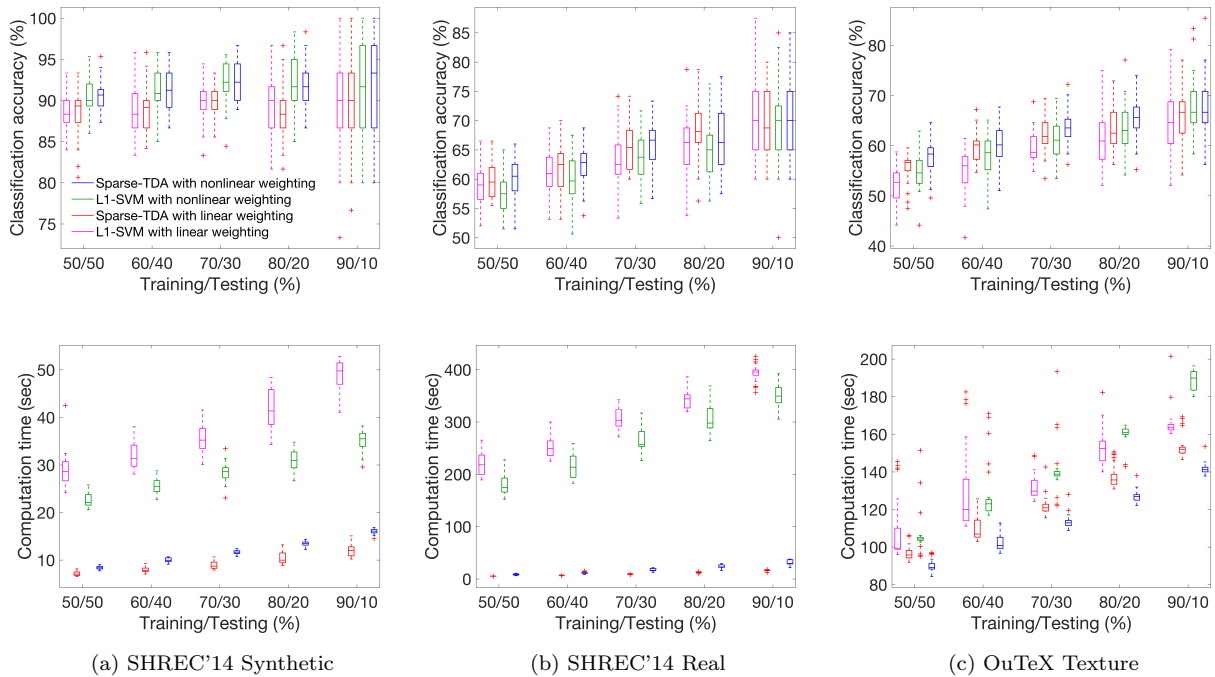 Classification accuracy (%)
100
95
90
85
80
75
Sparse-TDA with nonlinear weighting
L1-SVM with nonlinear weighting
Sparse-TDA with linear weighting
L1-SVM with linear weighting
50/50 60/40 70/30 80/20 90/10
Training/Testing (%)
Classification accuracy (%)
85
80
75
70
65
60
55
50
50/50 60/40 70/30 80/20 90/10
Training/Testing (%)
Classification accuracy (%)
80
70
60
50
40
50/50 60/40 70/30 80/20 90/10
Training/Testing (%)
Computation time (sec)
50
40
30
20
10
50/50 60/40 70/30 80/20 90/10
Training/Testing (%)
Computation time (sec)
400
300
200
100
0
50/50 60/40 70/30 80/20 90/10
Training/Testing (%)
Computation time (sec)
200
180
160
140
120
100
80
50/50 60/40 70/30 80/20 90/10
Training/Testing (%)
(a) SHREC'14 Synthetic
(b) SHREC'14 Real
(c) OuTeX Texture